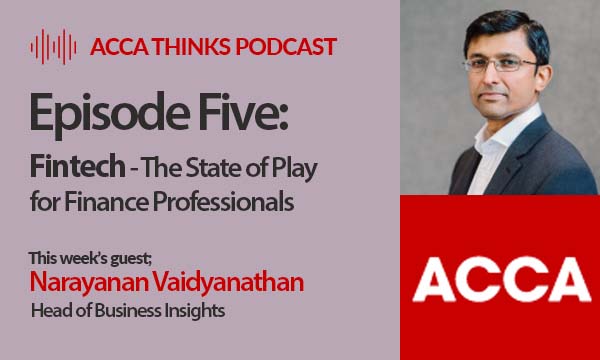 ACCA THINKS PODCAST
Episode Five:
Fintech - The State of Play
for Finance Professionals
This week's guest;
Narayanan Vaidyanathan
Head of Business Insights
ACCA